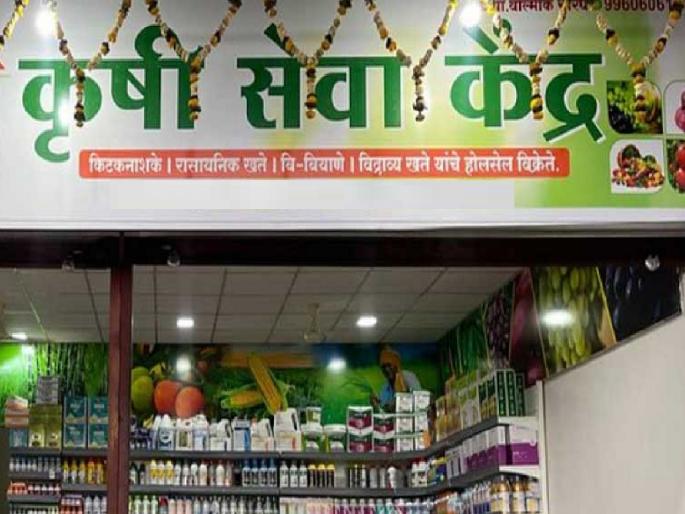 कृषी सेवा केंद्र
किटकनाशके | रासायनिक खते | बि-बियाणे | विद्राव्य खते यांचे होलसेल विक्रेते.